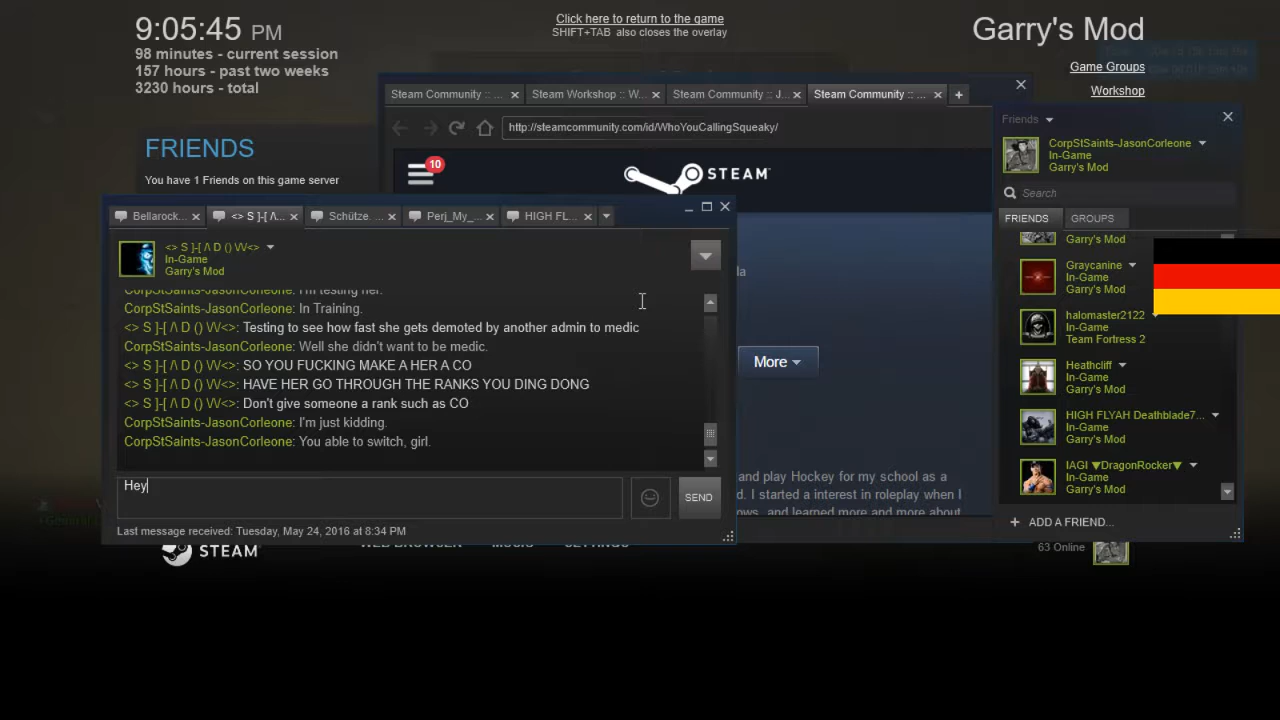 9:05:45 PM
98 minutes - current session
157 hours - past two weeks
3230 hours - total
Click here to return to the game
SHIFT+TAB also closes the overlay
Garry's Mod
Game Groups
Workshop
FRIENDS
You have 1 Friends on this game server
Steam Community :: ...
Steam Workshop :: W...
Steam Community :: J...
Steam Community :: ...
http://steamcommunity.com/id/WhoYouCallingSqueaky/
10
STEAM
Bellarock...
<> S ]-[ /\...
Schütze. ...
Perj_My_...
HIGH FL...
<> S ]-[ /\ D () \/\/<>
In-Game
Garry's Mod
CorpStSaints-JasonCorleone: I'm testing her.
CorpStSaints-JasonCorleone: In Training.
<> S ]-[ /\ D () \/\/<>: Testing to see how fast she gets demoted by another admin to medic
CorpStSaints-JasonCorleone: Well she didn't want to be medic.
<> S ]-[ /\ D () \/\/<>: SO YOU FUCKING MAKE A HER A CO
<> S ]-[ /\ D () \/\/<>: HAVE HER GO THROUGH THE RANKS YOU DING DONG
<> S ]-[ /\ D () \/\/<>: Don't give someone a rank such as CO
CorpStSaints-JasonCorleone: I'm just kidding.
CorpStSaints-JasonCorleone: You able to switch, girl.
Hey
SEND
Last message received: Tuesday, May 24, 2016 at 8:34 PM
la
More
and play Hockey for my school as a
d. I started a interest in roleplay when I
ows, and learned more and more about
Friends
CorpStSaints-JasonCorleone
In-Game
Garry's Mod
Search
FRIENDS
GROUPS
Garry's Mod
Graycanine
In-Game
Garry's Mod
halomaster2122
In-Game
Team Fortress 2
Heathcliff
In-Game
Garry's Mod
HIGH FLYAH Deathblade7...
In-Game
Garry's Mod
IAGI ▼DragonRocker▼
In-Game
Garry's Mod
+ ADD A FRIEND...
63 Online
STEAM
WEB BROWSER
MUSIC
SETTINGS